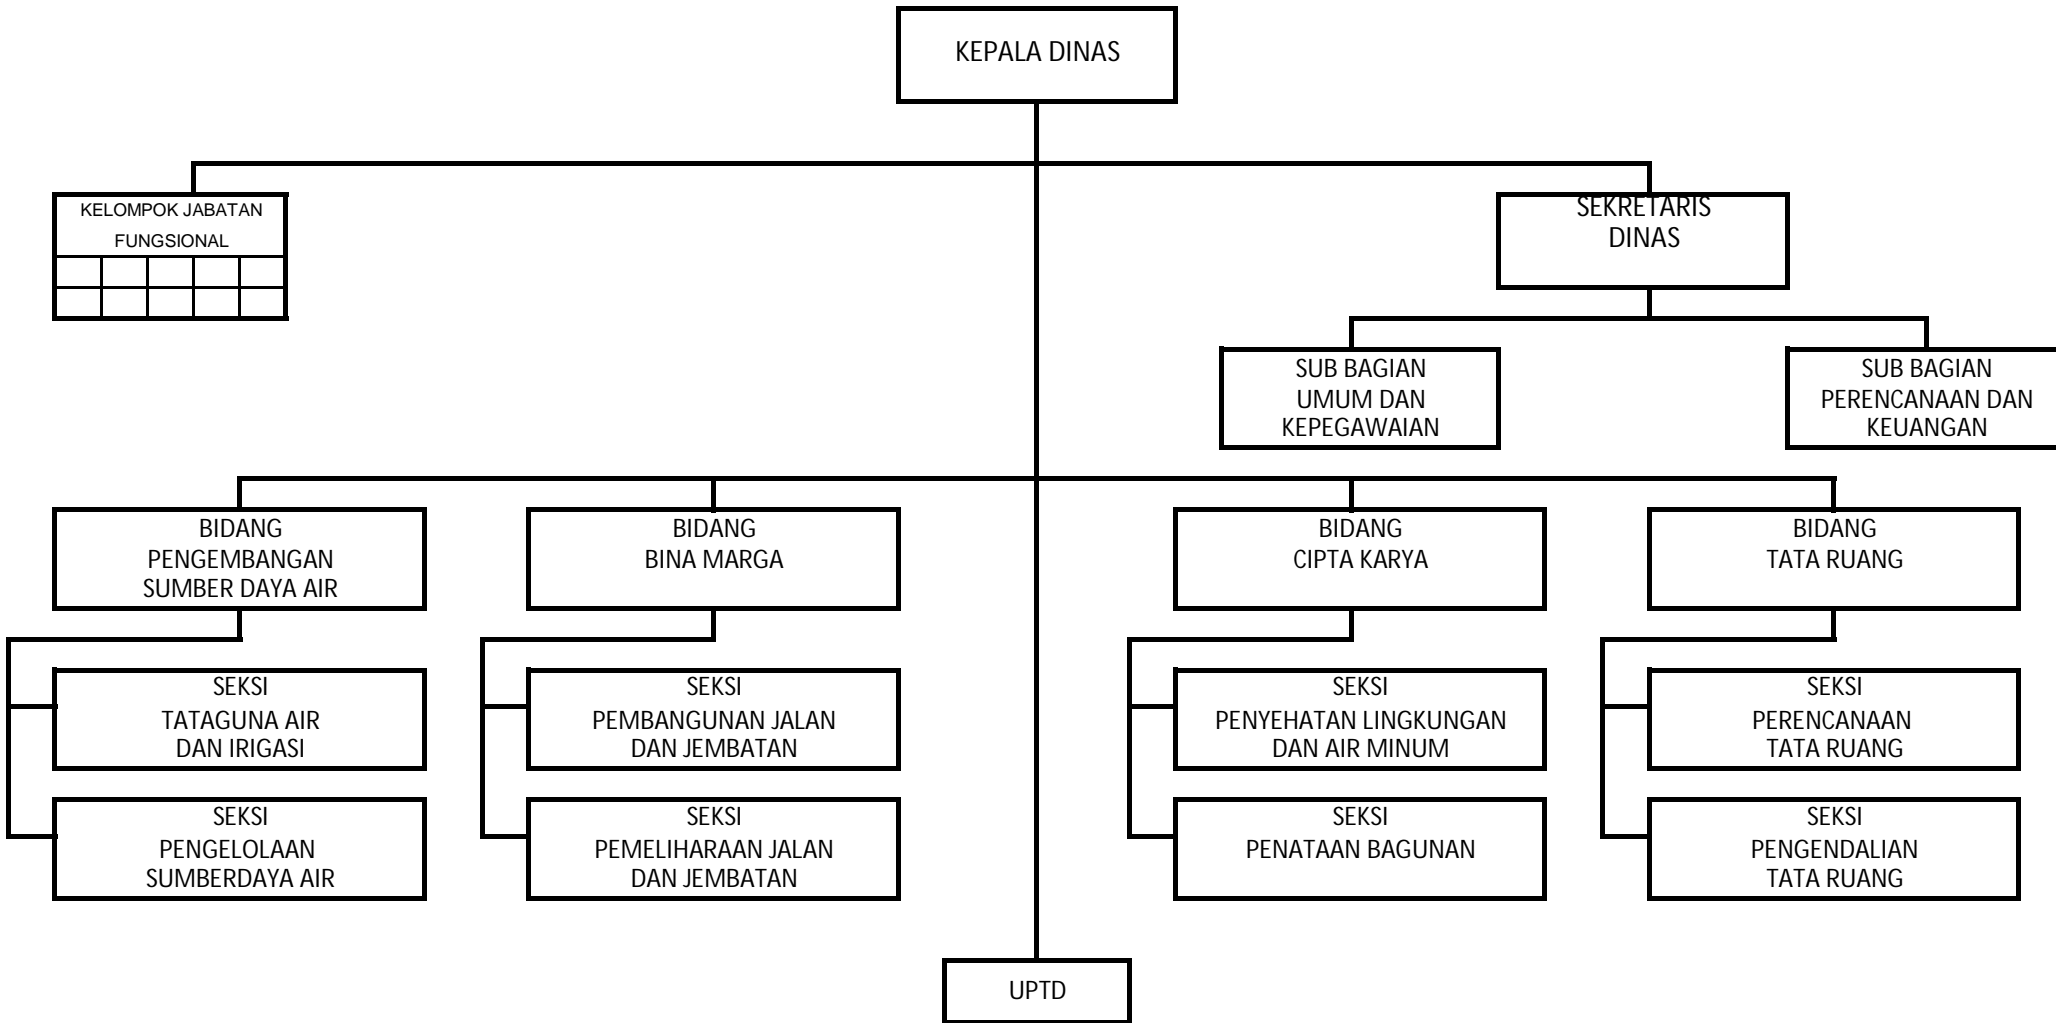 KEPALA DINAS
KELOMPOK JABATAN
FUNGSIONAL
SEKRETARIS
DINAS
SUB BAGIAN
UMUM DAN
KEPEGAWAIAN
SUB BAGIAN
PERENCANAAN DAN
KEUANGAN
BIDANG
PENGEMBANGAN
SUMBER DAYA AIR
BIDANG
BINA MARGA
BIDANG
CIPTA KARYA
BIDANG
TATA RUANG
SEKSI
TATAGUNA AIR
DAN IRIGASI
SEKSI
PEMBANGUNAN JALAN
DAN JEMBATAN
SEKSI
PENYEHATAN LINGKUNGAN
DAN AIR MINUM
SEKSI
PERENCANAAN
TATA RUANG
SEKSI
PENGELOLAAN
SUMBERDAYA AIR
SEKSI
PEMELIHARAAN JALAN
DAN JEMBATAN
SEKSI
PENATAAN BAGUNAN
SEKSI
PENGENDALIAN
TATA RUANG
UPTD